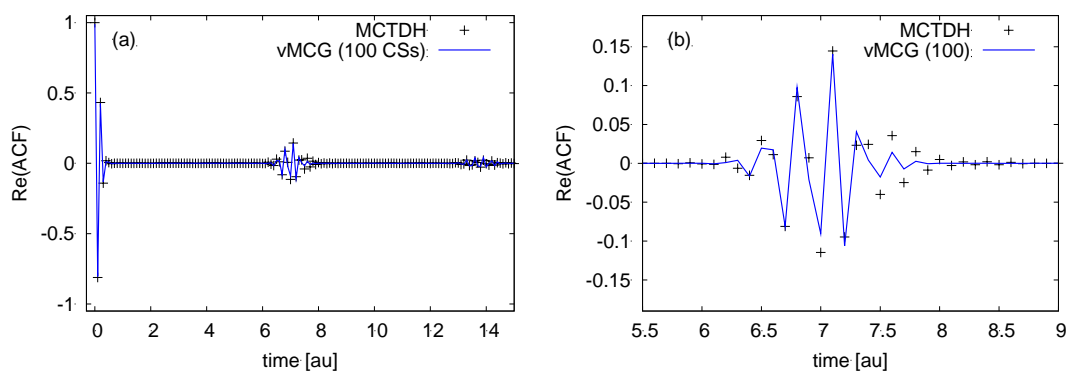 (a)
MCTDH
vMCG (100 CSs)
1
0.5
0
-0.5
-1
Re(ACF)
0 2 4 6 8 10 12 14
time [au]
(b)
MCTDH
vMCG (100)
0.15
0.1
0.05
0
-0.05
-0.1
-0.15
Re(ACF)
5.5 6 6.5 7 7.5 8 8.5 9
time [au]